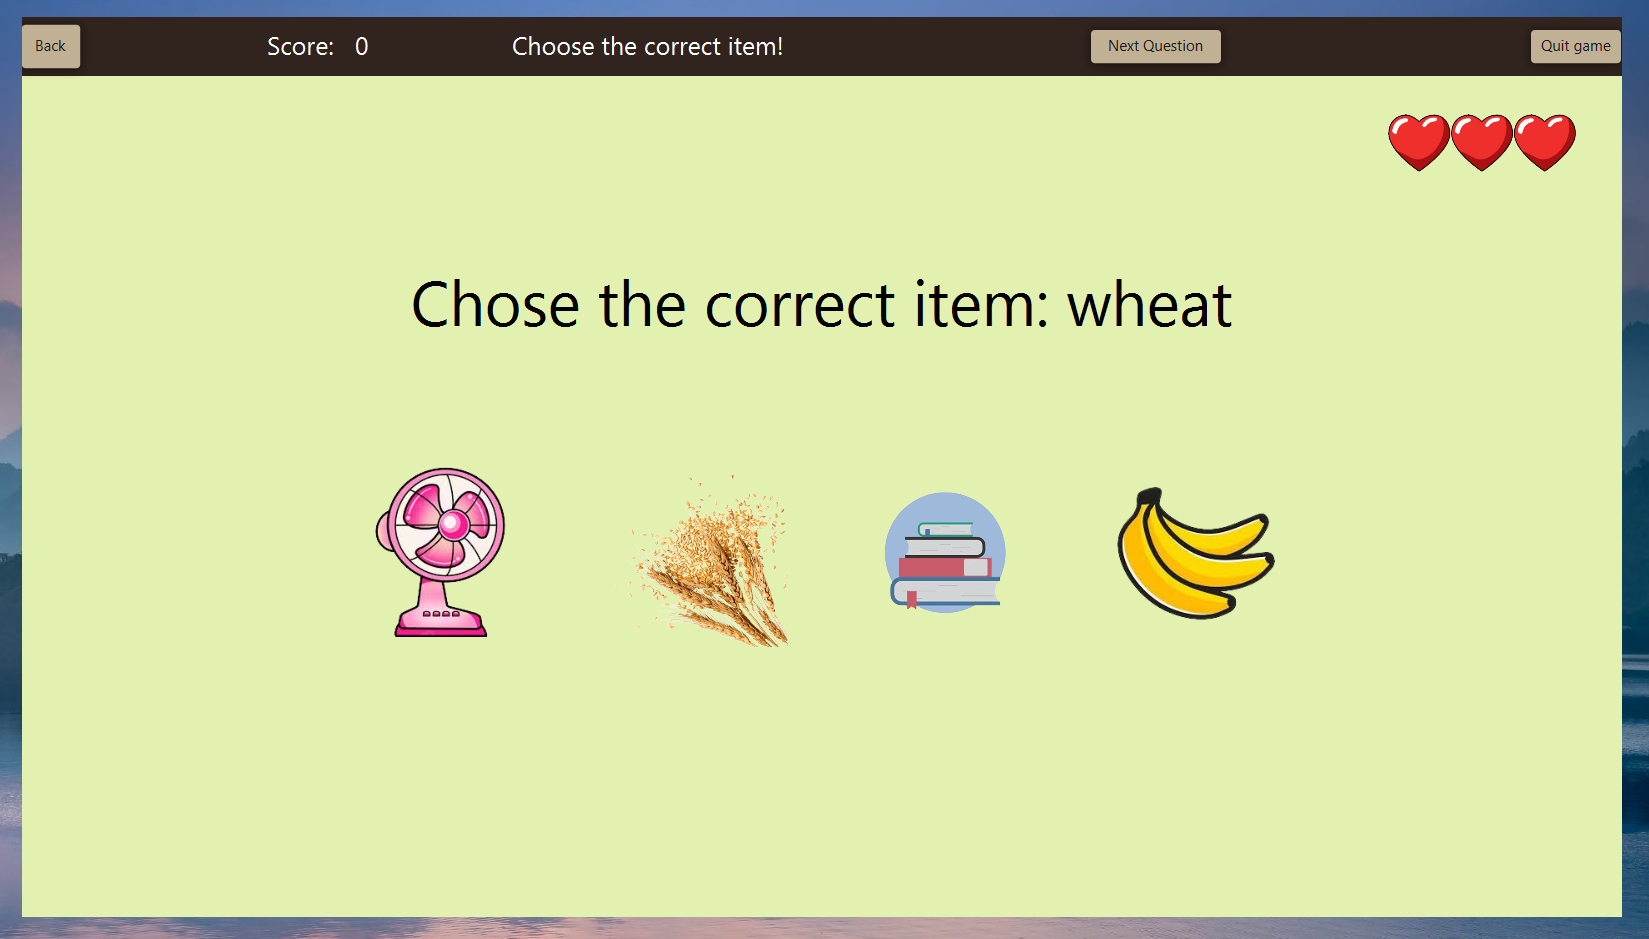 Back
Score: 0
Choose the correct item!
Next Question
Quit game
Chose the correct item: wheat